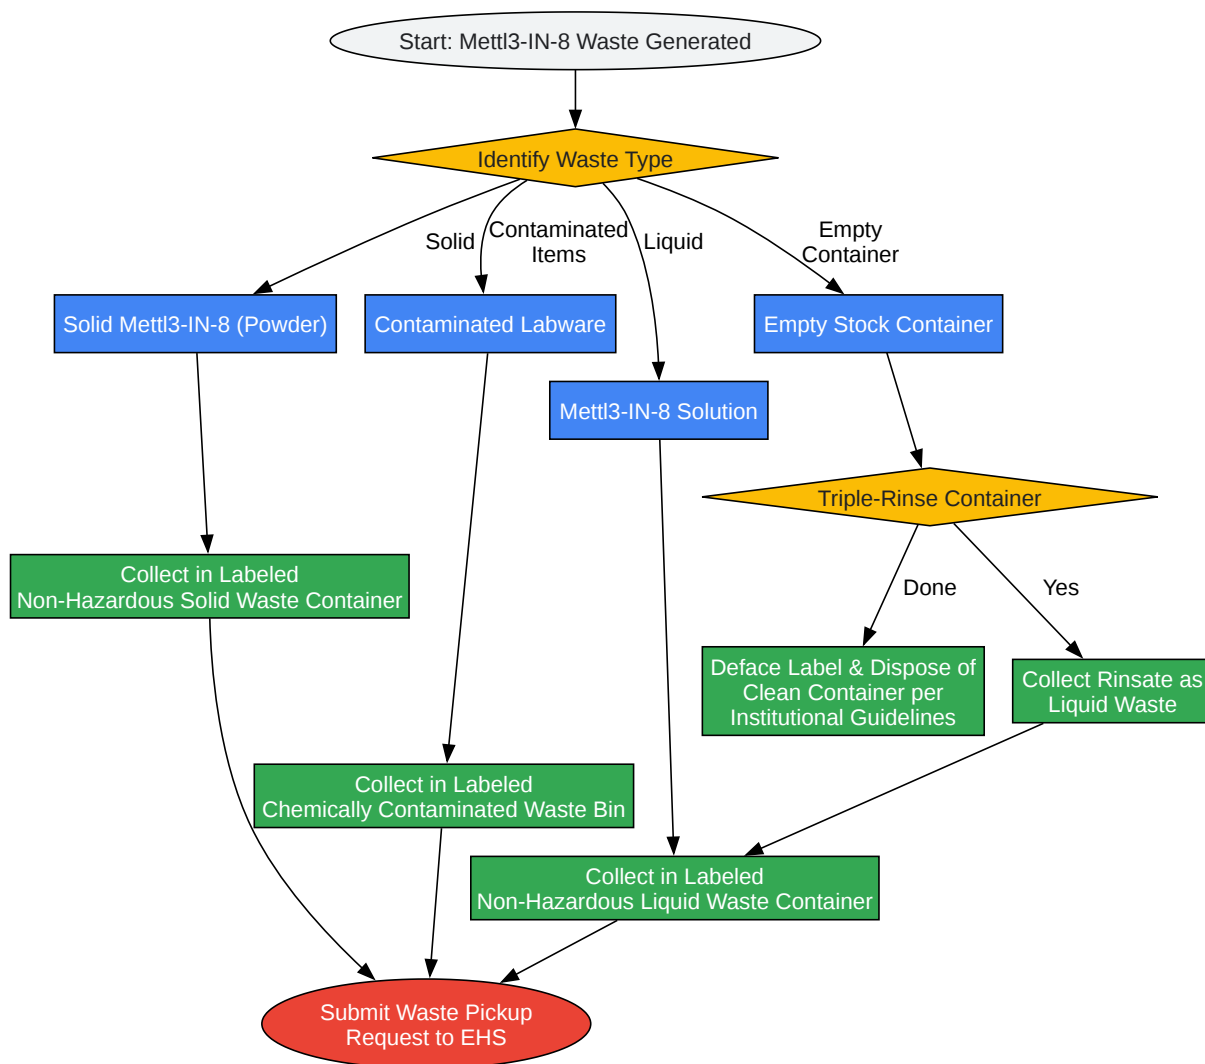 Start: Mettl3-IN-8 Waste Generated
Identify Waste Type
Solid
Contaminated
Items
Liquid
Empty
Container
Solid Mettl3-IN-8 (Powder)
Contaminated Labware
Empty Stock Container
Mettl3-IN-8 Solution
Triple-Rinse Container
Collect in Labeled
Non-Hazardous Solid Waste Container
Done
Yes
Deface Label & Dispose of
Clean Container per
Institutional Guidelines
Collect Rinsate as
Liquid Waste
Collect in Labeled
Chemically Contaminated Waste Bin
Collect in Labeled
Non-Hazardous Liquid Waste Container
Submit Waste Pickup
Request to EHS